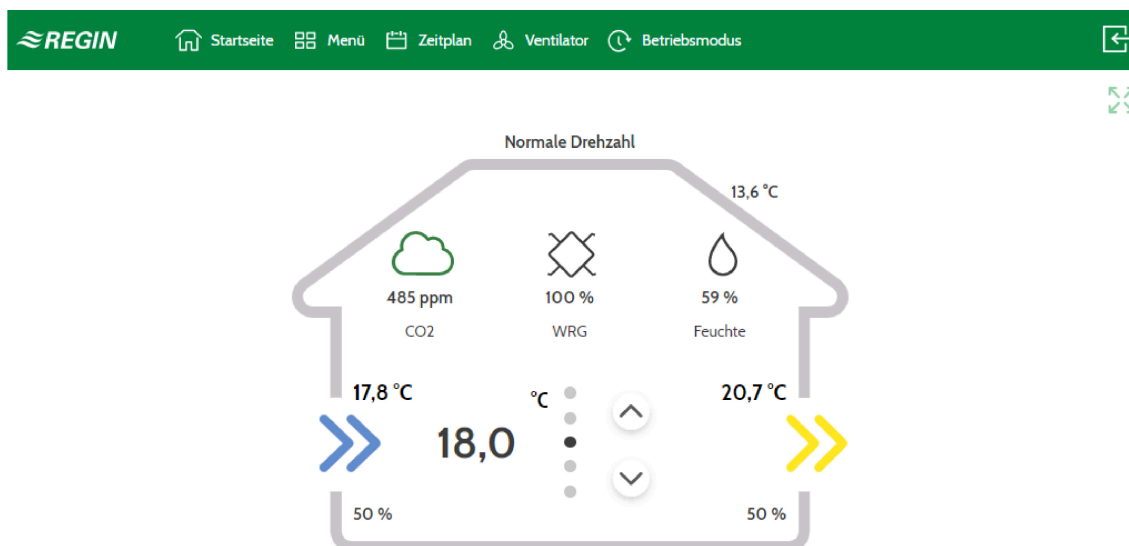 REGIN Startseite Menü Zeitplan Ventilator Betriebsmodus
Normale Drehzahl
13,6 °C
485 ppm 100 % 59 %
CO2 WRG Feuchte
17,8 °C °C 20,7 °C
18,0
50 % 50 %